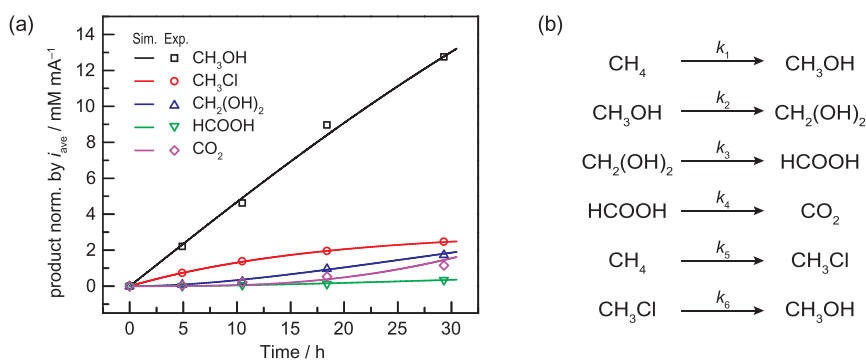 (a)
14
12
10
8
6
4
2
0
product norm. by i_ave / mM mA⁻¹
Sim. Exp.
CH₃OH
CH₃Cl
CH₂(OH)₂
HCOOH
CO₂
0 5 10 15 20 25 30
Time / h
(b)
CH₄ k₁ CH₃OH
CH₃OH k₂ CH₂(OH)₂
CH₂(OH)₂ k₃ HCOOH
HCOOH k₄ CO₂
CH₄ k₅ CH₃Cl
CH₃Cl k₆ CH₃OH